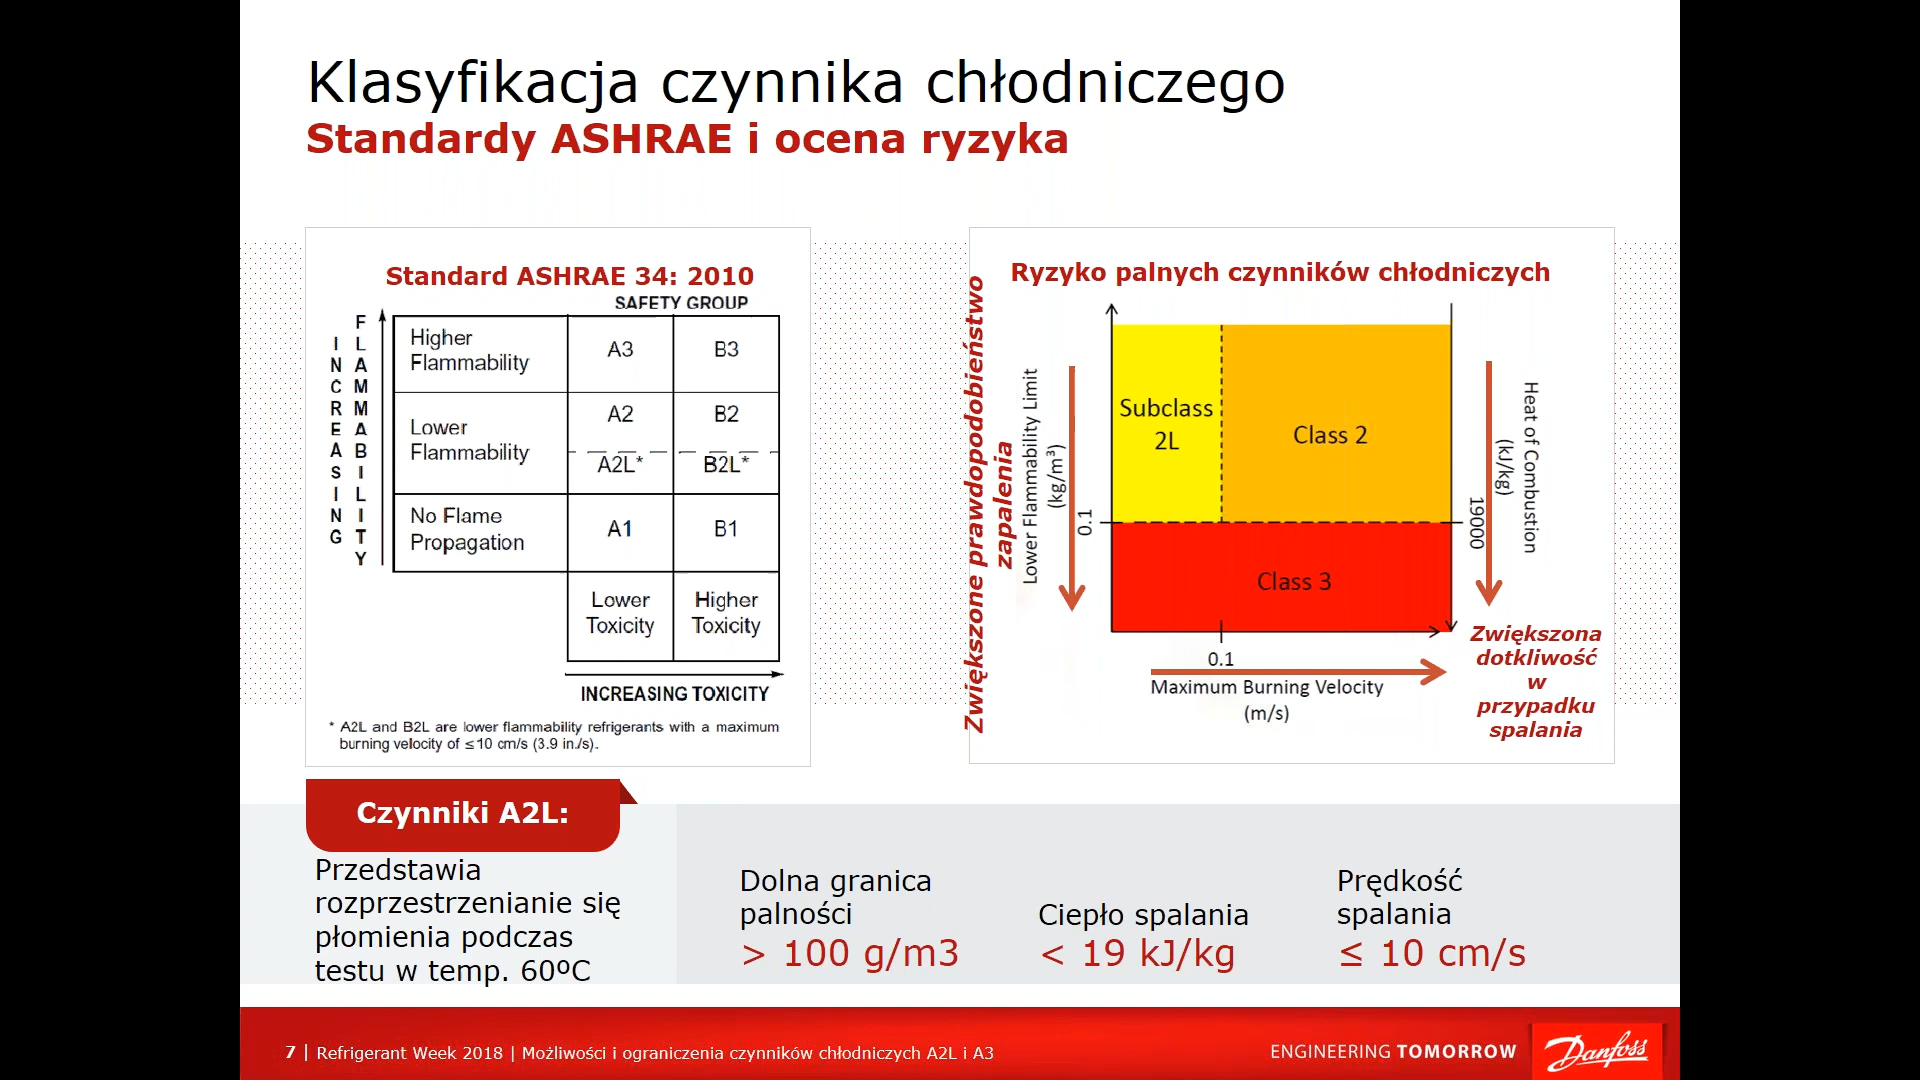 Klasyfikacja czynnika chłodniczego
Standardy ASHRAE i ocena ryzyka
Standard ASHRAE 34: 2010
SAFETY GROUP
INCREASING
FLAMMABILITY
Higher
Flammability
A3
B3
Lower
Flammability
A2
B2
A2L*
B2L*
No Flame
Propagation
A1
B1
Lower
Toxicity
Higher
Toxicity
INCREASING TOXICITY
* A2L and B2L are lower flammability refrigerants with a maximum
burning velocity of ≤ 10 cm/s (3.9 in./s).
Ryzyko palnych czynników chłodniczych
Zwiększone prawdopodobieństwo
zapalenia
Lower Flammability Limit
(kg/m³)
0.1
Subclass
2L
Class 2
Class 3
19000
(kJ/kg)
Heat of Combustion
0.1
Maximum Burning Velocity
(m/s)
Zwiększona
dotkliwość
w
przypadku
spalania
Czynniki A2L:
Przedstawia
rozprzestrzenianie się
płomienia podczas
testu w temp. 60ºC
Dolna granica
palności
> 100 g/m3
Ciepło spalania
< 19 kJ/kg
Prędkość
spalania
≤ 10 cm/s
7 | Refrigerant Week 2018 | Możliwości i ograniczenia czynników chłodniczych A2L i A3
ENGINEERING TOMORROW
Danfoss